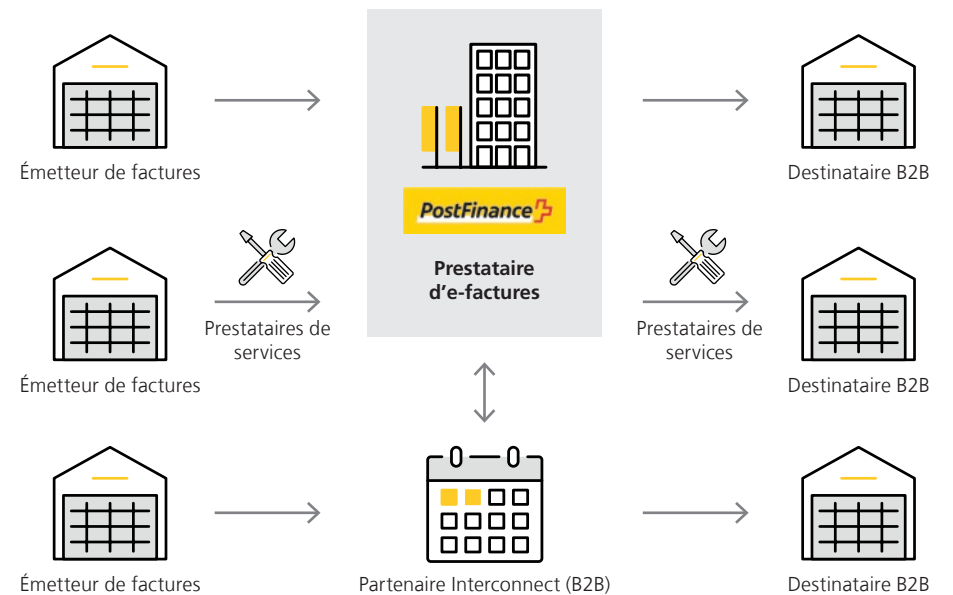 Émetteur de factures
PostFinance
Prestataire
d’e-factures
Destinataire B2B
Émetteur de factures
Prestataires de
services
Prestataires de
services
Destinataire B2B
Émetteur de factures
Partenaire Interconnect (B2B)
Destinataire B2B